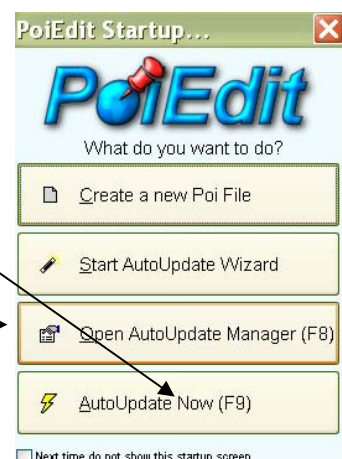 PoiEdit Startup...
PoiEdit
What do you want to do?
Create a new Poi File
Start AutoUpdate Wizard
Open AutoUpdate Manager (F8)
AutoUpdate Now (F9)
Next time do not show this startup screen